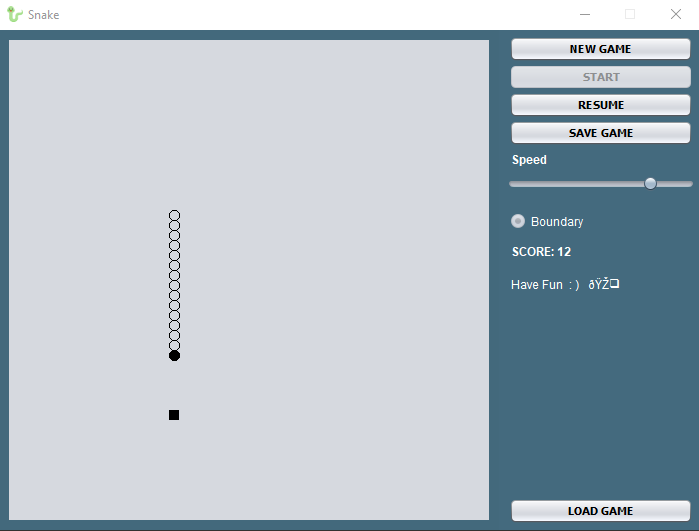 Snake
NEW GAME
START
RESUME
SAVE GAME
Speed
Boundary
SCORE: 12
Have Fun : ) ðŸŽ❑
LOAD GAME